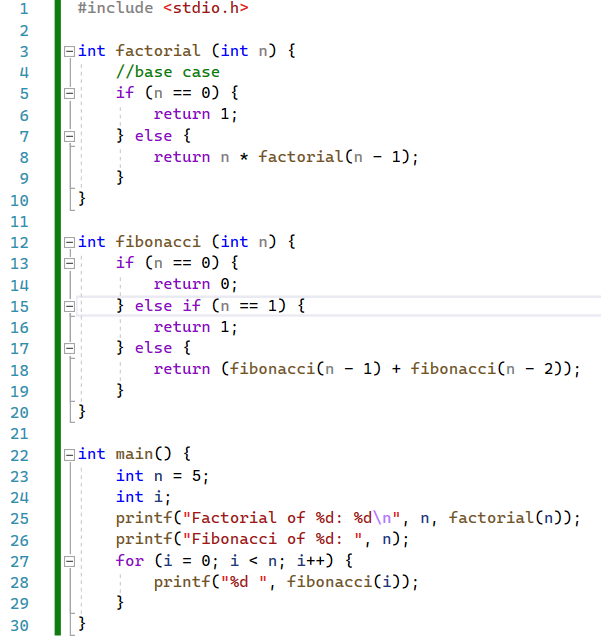 1 #include <stdio.h>
2
3 int factorial (int n) {
4     //base case
5     if (n == 0) {
6         return 1;
7     } else {
8         return n * factorial(n - 1);
9     }
10 }
11
12 int fibonacci (int n) {
13     if (n == 0) {
14         return 0;
15     } else if (n == 1) {
16         return 1;
17     } else {
18         return (fibonacci(n - 1) + fibonacci(n - 2));
19     }
20 }
21
22 int main() {
23     int n = 5;
24     int i;
25     printf("Factorial of %d: %d\n", n, factorial(n));
26     printf("Fibonacci of %d: ", n);
27     for (i = 0; i < n; i++) {
28         printf("%d ", fibonacci(i));
29     }
30 }